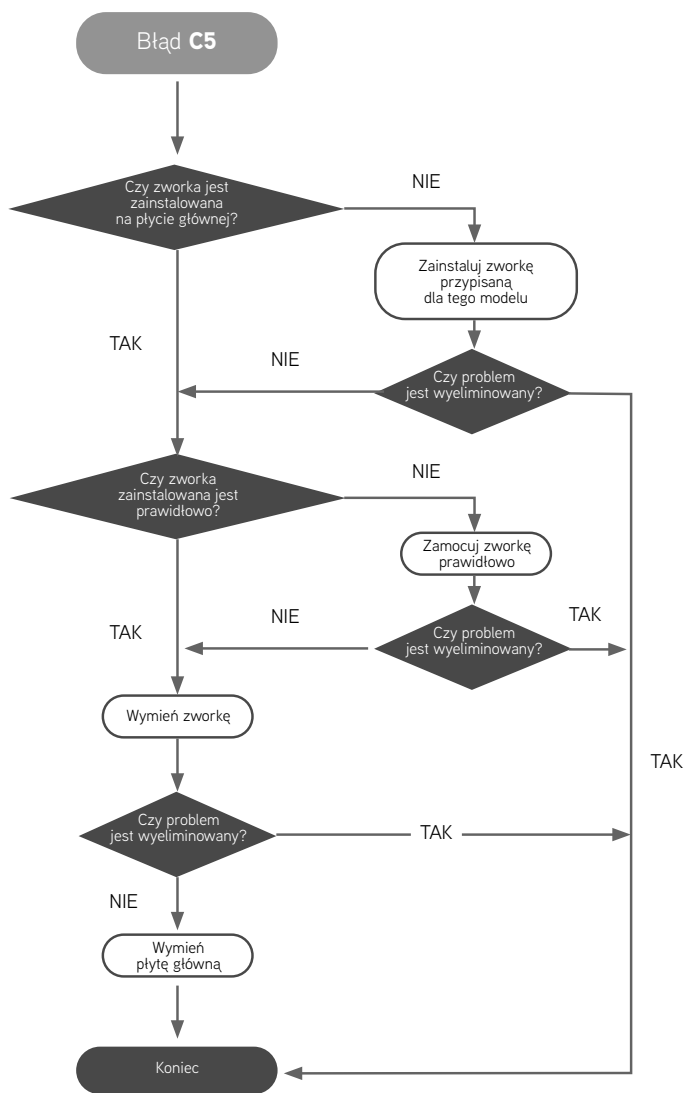 Błąd C5
Czy zworka jest
zainstalowana
na płycie głównej?
NIE
Zainstaluj zworkę
przypisaną
dla tego modelu
TAK
NIE
Czy problem
jest wyeliminowany?
Czy zworka
zainstalowana jest
prawidłowo?
NIE
Zamocuj zworkę
prawidłowo
TAK
NIE
Czy problem
jest wyeliminowany?
TAK
Wymień zworkę
TAK
Czy problem
jest wyeliminowany?
TAK
NIE
Wymień
płytę główną
Koniec